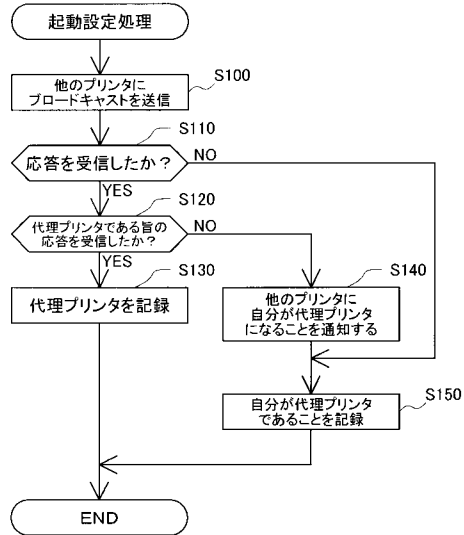 起動設定処理
S100
他のプリンタに
ブロードキャストを送信
S110
応答を受信したか？
NO
YES
S120
代理プリンタである旨の
応答を受信したか？
NO
YES
S130
代理プリンタを記録
S140
他のプリンタに
自分が代理プリンタ
になることを通知する
S150
自分が代理プリンタ
であることを記録
END